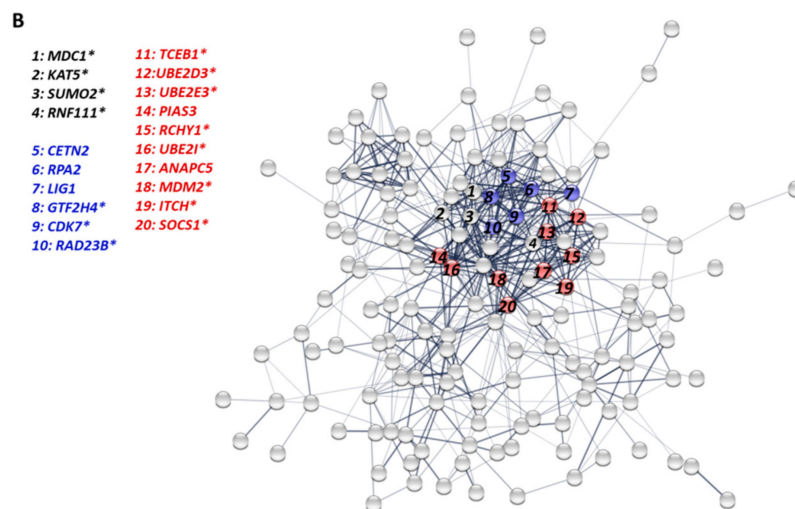 B
1: MDC1*
2: KAT5*
3: SUMO2*
4: RNF111*
5: CETN2
6: RPA2
7: LIG1
8: GTF2H4*
9: CDK7*
10: RAD23B*
11: TCEB1*
12:UBE2D3*
13: UBE2E3*
14: PIAS3
15: RCHY1*
16: UBE2I*
17: ANAPC5
18: MDM2*
19: ITCH*
20: SOCS1*
5
1
6
7
8
11
2
3
9
12
10
13
4
14
15
16
17
18
19
20